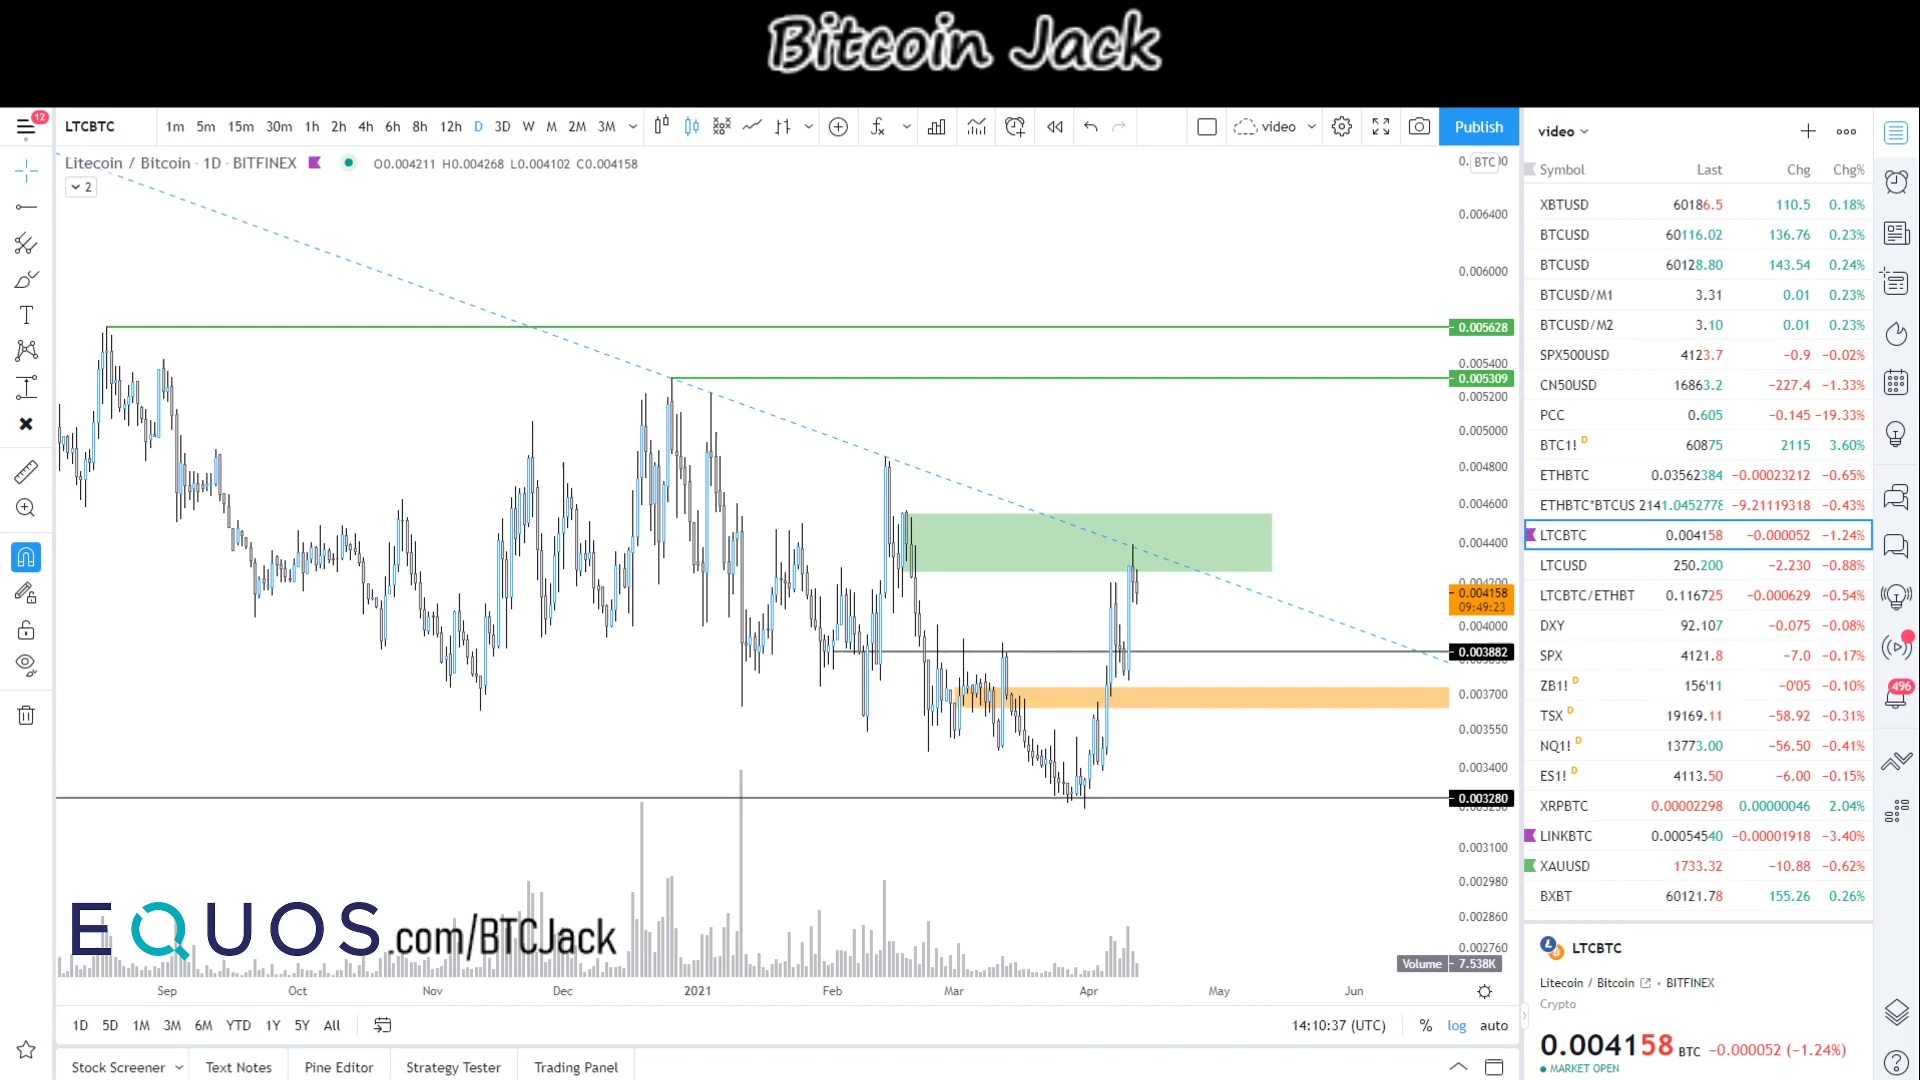 Bitcoin Jack
12
LTCBTC 1m 5m 15m 30m 1h 2h 4h 6h 8h 12h D 3D W M 2M 3M video Publish
Litecoin / Bitcoin · 1D · BITFINEX O0.004211 H0.004268 L0.004102 C0.004158
2
BTC
0.006400
0.006000
0.005628
0.005400
0.005309
0.005200
0.005000
0.004800
0.004600
0.004400
0.004200
0.004158
09:49:23
0.004000
0.003882
0.003700
0.003550
0.003400
0.003280
0.003100
0.002980
0.002860
0.002760
Volume 7.538K
EQUOS.com/BTCJack
Sep Oct Nov Dec 2021 Feb Mar Apr May Jun
1D 5D 1M 3M 6M YTD 1Y 5Y All 14:10:37 (UTC) % log auto
Stock Screener Text Notes Pine Editor Strategy Tester Trading Panel
video
Symbol Last Chg Chg%
XBTUSD 60186.5 110.5 0.18%
BTCUSD 60116.02 136.76 0.23%
BTCUSD 60128.80 143.54 0.24%
BTCUSD/M1 3.31 0.01 0.23%
BTCUSD/M2 3.10 0.01 0.23%
SPX500USD 4123.7 −0.9 −0.02%
CN50USD 16863.2 −227.4 −1.33%
PCC 0.605 −0.145 −19.33%
BTC1! D 60875 2115 3.60%
ETHBTC 0.03562384 −0.00023212 −0.65%
ETHBTC*BTCUS 2141.0452778 −9.21119318 −0.43%
LTCBTC 0.004158 −0.000052 −1.24%
LTCUSD 250.200 −2.230 −0.88%
LTCBTC/ETHBT 0.116725 −0.000629 −0.54%
DXY 92.107 −0.075 −0.08%
SPX 4121.8 −7.0 −0.17%
ZB1! D 156'11 −0'05 −0.10%
TSX D 19169.11 −58.92 −0.31%
NQ1! D 13773.00 −56.50 −0.41%
ES1! D 4113.50 −6.00 −0.15%
XRPBTC 0.00002298 0.00000046 2.04%
LINKBTC 0.00054540 −0.00001918 −3.40%
XAUUSD 1733.32 −10.88 −0.62%
BXBT 60121.78 155.26 0.26%
LTCBTC
Litecoin / Bitcoin • BITFINEX
Crypto
0.004158 BTC −0.000052 (−1.24%)
MARKET OPEN
496